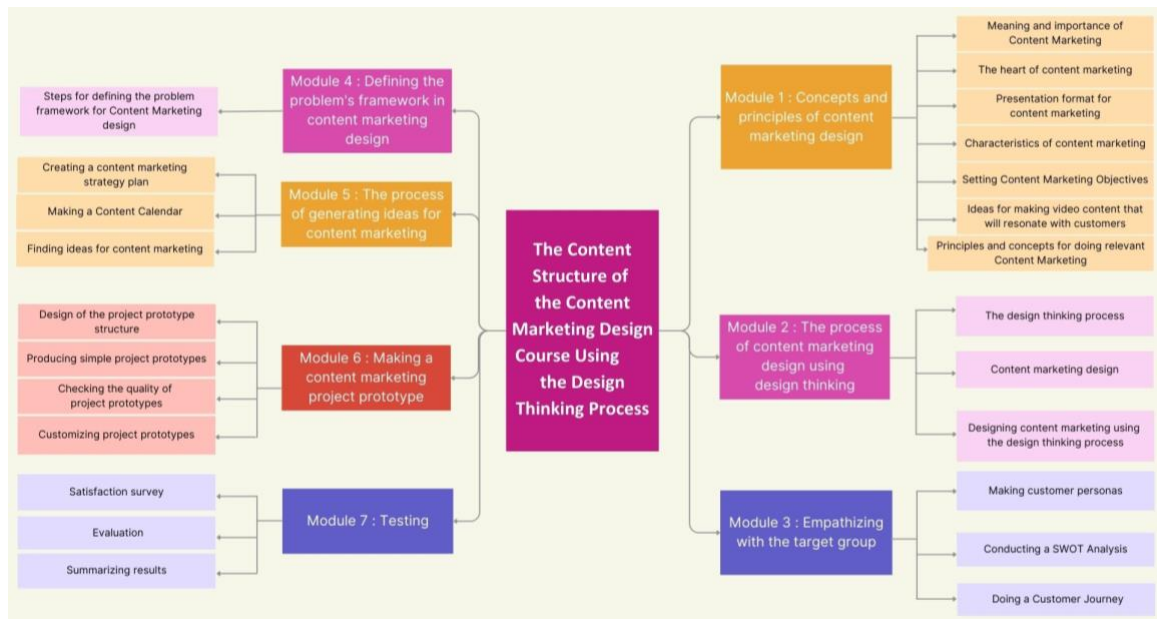 The Content
Structure of
the Content
Marketing Design
Course Using
the Design
Thinking Process
Module 1 : Concepts and
principles of content
marketing design
Meaning and importance of
Content Marketing
The heart of content marketing
Presentation format for
content marketing
Characteristics of content marketing
Setting Content Marketing Objectives
Ideas for making video content that
will resonate with customers
Principles and concepts for doing relevant
Content Marketing
Module 2 : The process
of content marketing
design using
design thinking
The design thinking process
Content marketing design
Designing content marketing using
the design thinking process
Module 3 : Empathizing
with the target group
Making customer personas
Conducting a SWOT Analysis
Doing a Customer Journey
Module 4 : Defining the
problem's framework in
content marketing
design
Steps for defining the problem
framework for Content Marketing
design
Module 5 : The process
of generating ideas for
content marketing
Creating a content marketing
strategy plan
Making a Content Calendar
Finding ideas for content marketing
Module 6 : Making a
content marketing
project prototype
Design of the project prototype
structure
Producing simple project prototypes
Checking the quality of
project prototypes
Customizing project prototypes
Module 7 : Testing
Satisfaction survey
Evaluation
Summarizing results